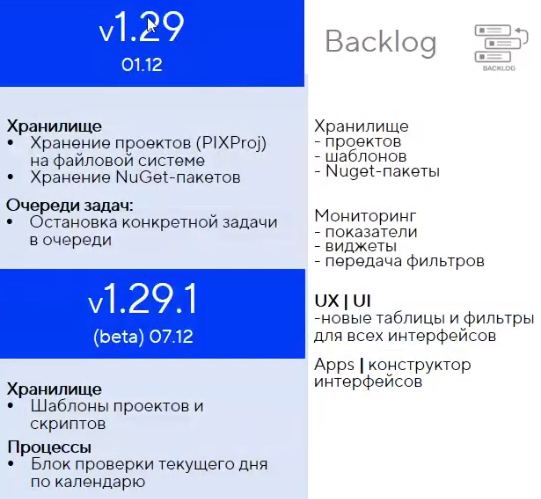 v1.29
01.12
Хранилище
• Хранение проектов (PIXProj)
на файловой системе
• Хранение NuGet-пакетов
Очереди задач:
• Остановка конкретной задачи
в очереди
v1.29.1
(beta) 07.12
Хранилище
• Шаблоны проектов и
скриптов
Процессы
• Блок проверки текущего дня
по календарю
Backlog
BACKLOG
Хранилище
- проектов
- шаблонов
- Nuget-пакеты
Мониторинг
- показатели
- виджеты
- передача фильтров
UX | UI
-новые таблицы и фильтры
для всех интерфейсов
Apps | конструктор
интерфейсов